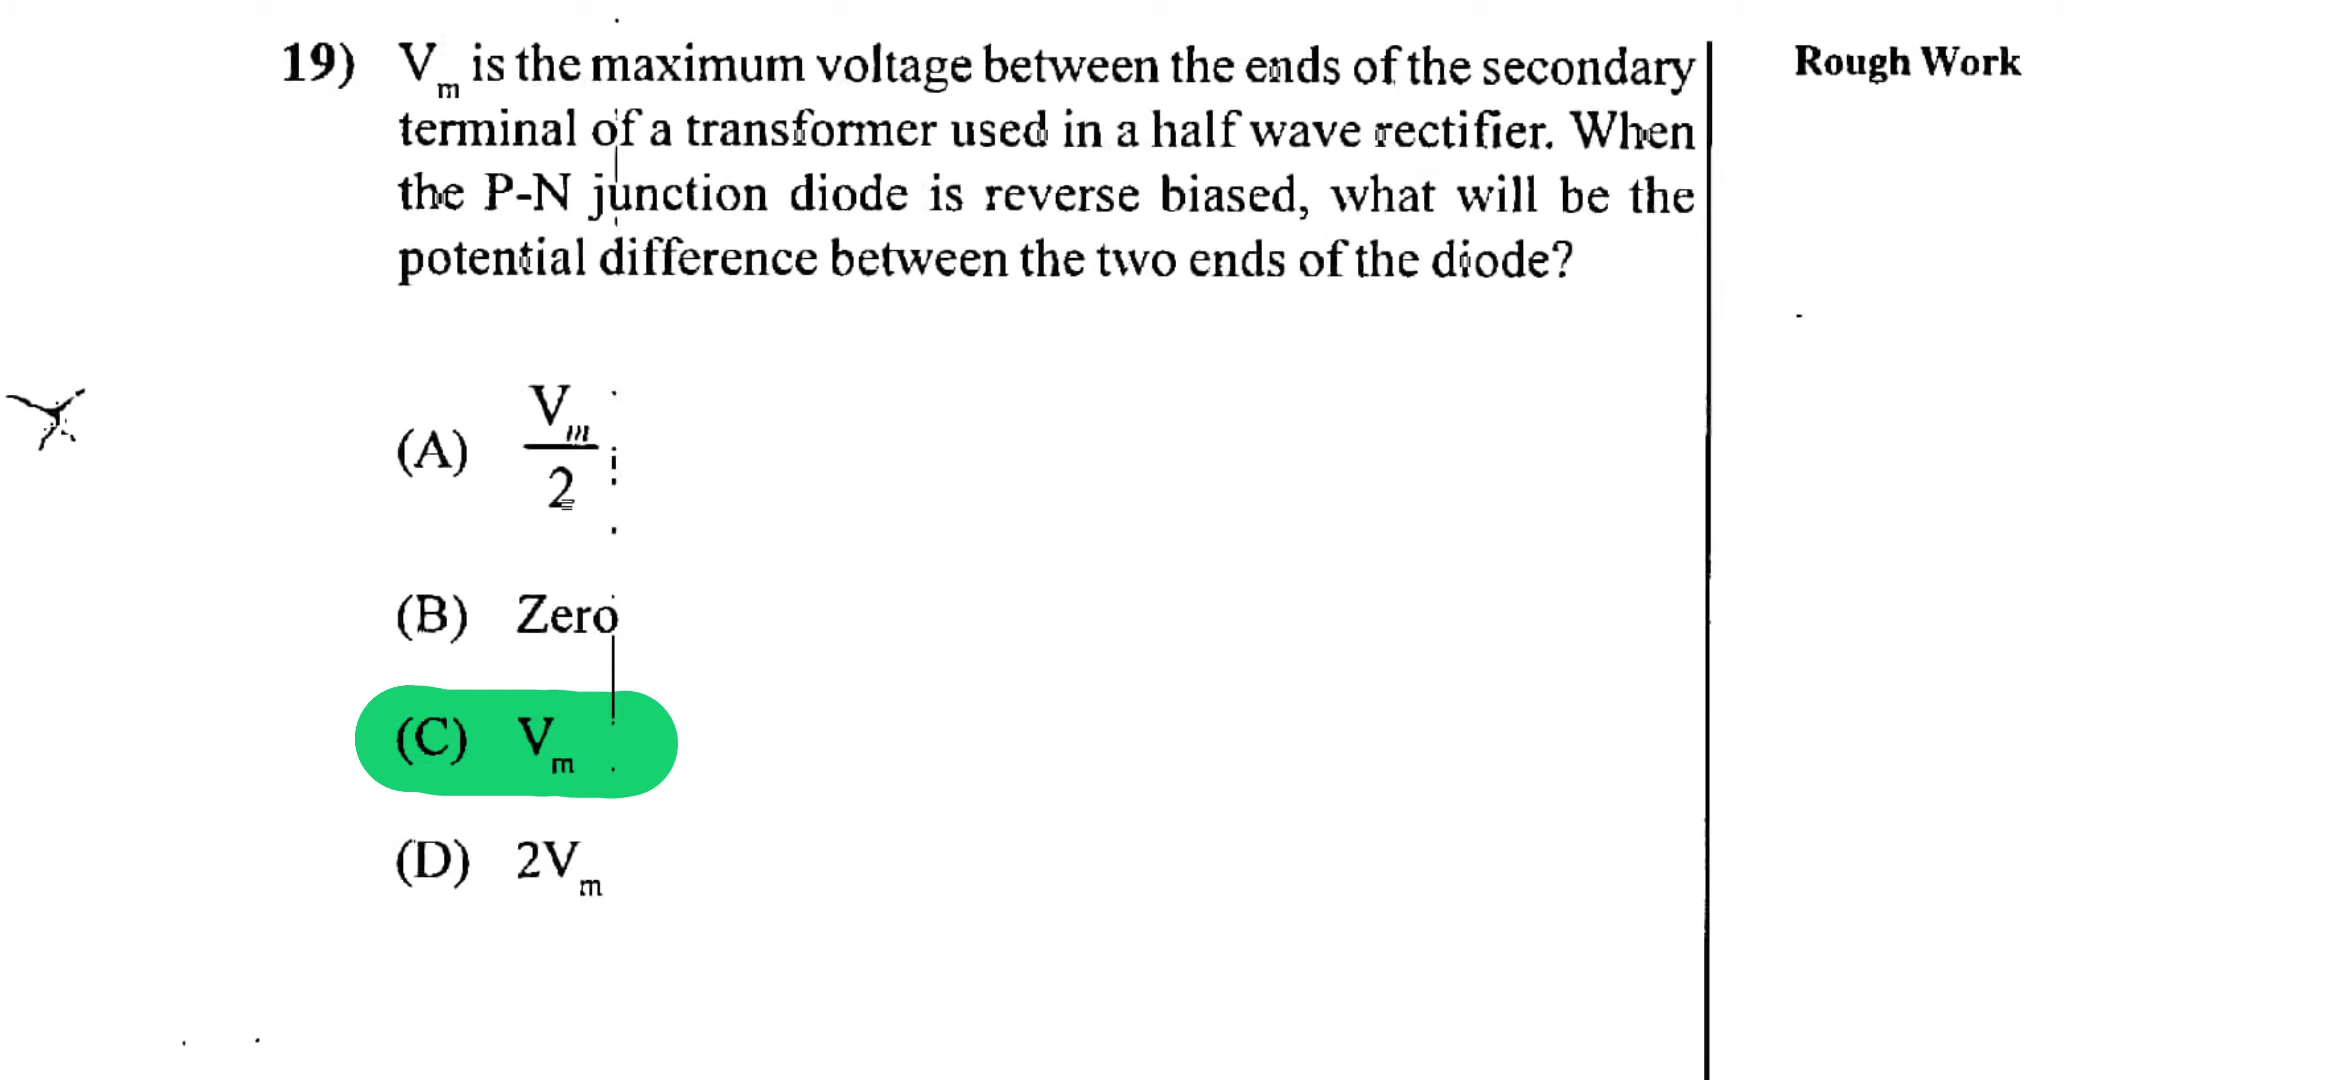 19) Vm is the maximum voltage between the ends of the secondary
terminal of a transformer used in a half wave rectifier. When
the P-N junction diode is reverse biased, what will be the
potential difference between the two ends of the diode?
Rough Work
(A) Vm/2
(B) Zero
(C) Vm
(D) 2Vm